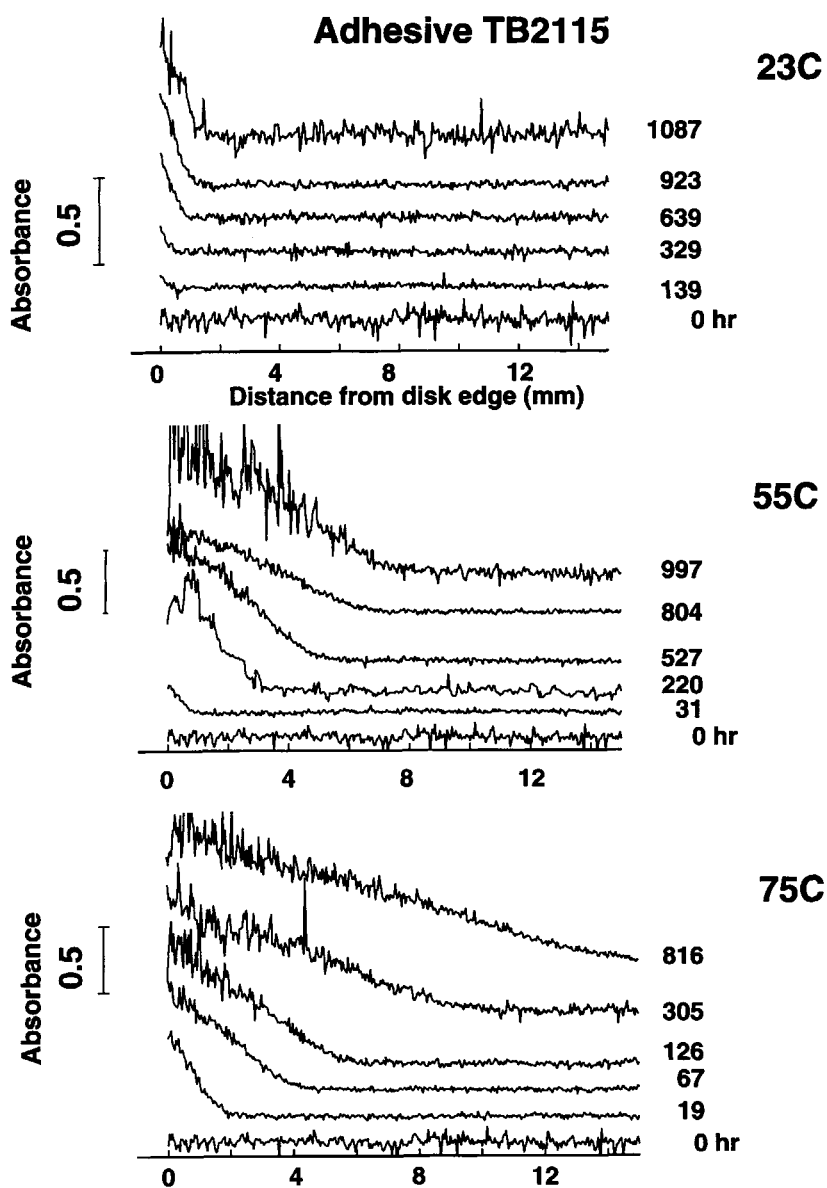 Adhesive TB2115
23C
1087
923
639
329
139
0 hr
Absorbance
0.5
0 4 8 12
Distance from disk edge (mm)
55C
997
804
527
220
31
0 hr
Absorbance
0.5
0 4 8 12
75C
816
305
126
67
19
0 hr
Absorbance
0.5
0 4 8 12